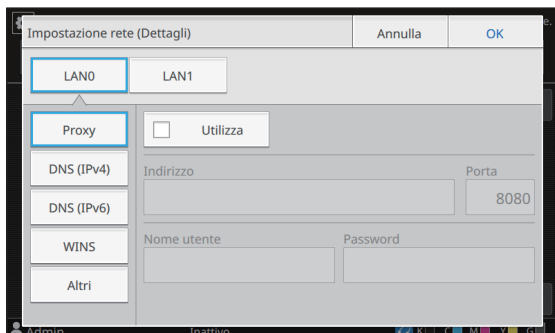 Impostazione rete (Dettagli) Annulla OK
LAN0 LAN1
Proxy Utilizza
DNS (IPv4) Indirizzo Porta
DNS (IPv6) 8080
WINS Nome utente Password
Altri
Admin Inattivo K C M Y G